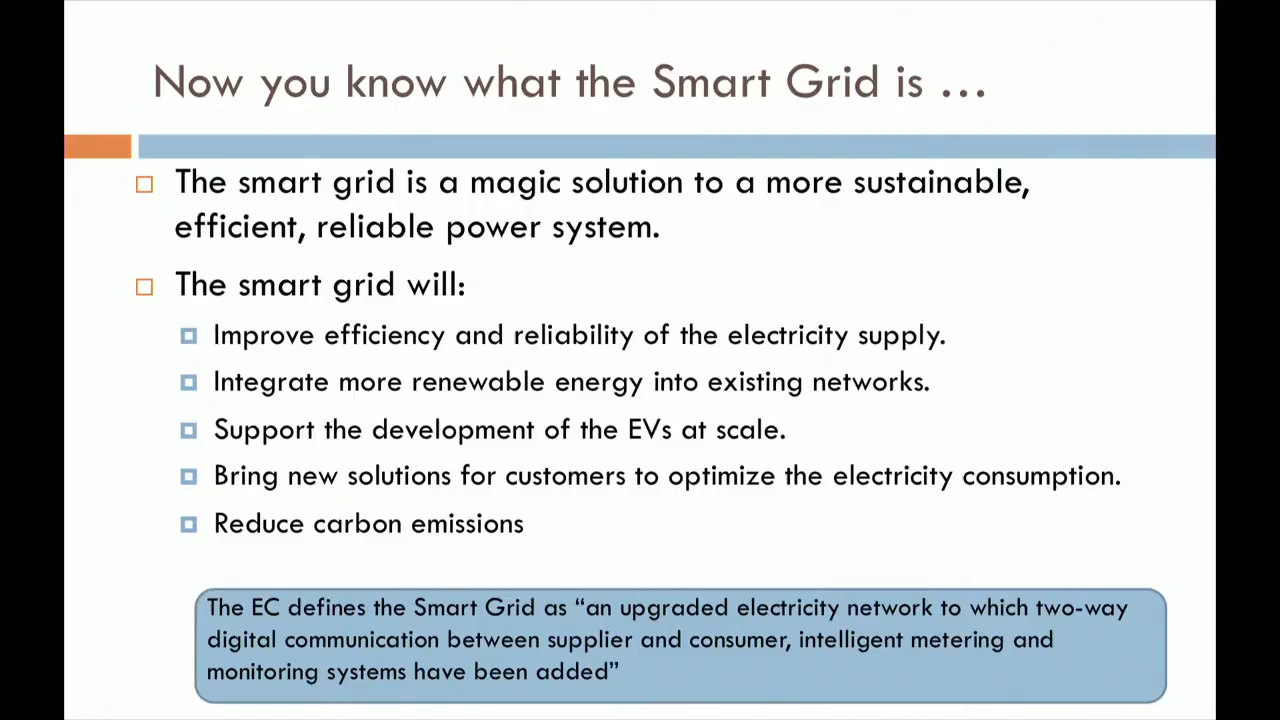 Now you know what the Smart Grid is ...
The smart grid is a magic solution to a more sustainable,
efficient, reliable power system.
The smart grid will:
Improve efficiency and reliability of the electricity supply.
Integrate more renewable energy into existing networks.
Support the development of the EVs at scale.
Bring new solutions for customers to optimize the electricity consumption.
Reduce carbon emissions
The EC defines the Smart Grid as “an upgraded electricity network to which two-way
digital communication between supplier and consumer, intelligent metering and
monitoring systems have been added”